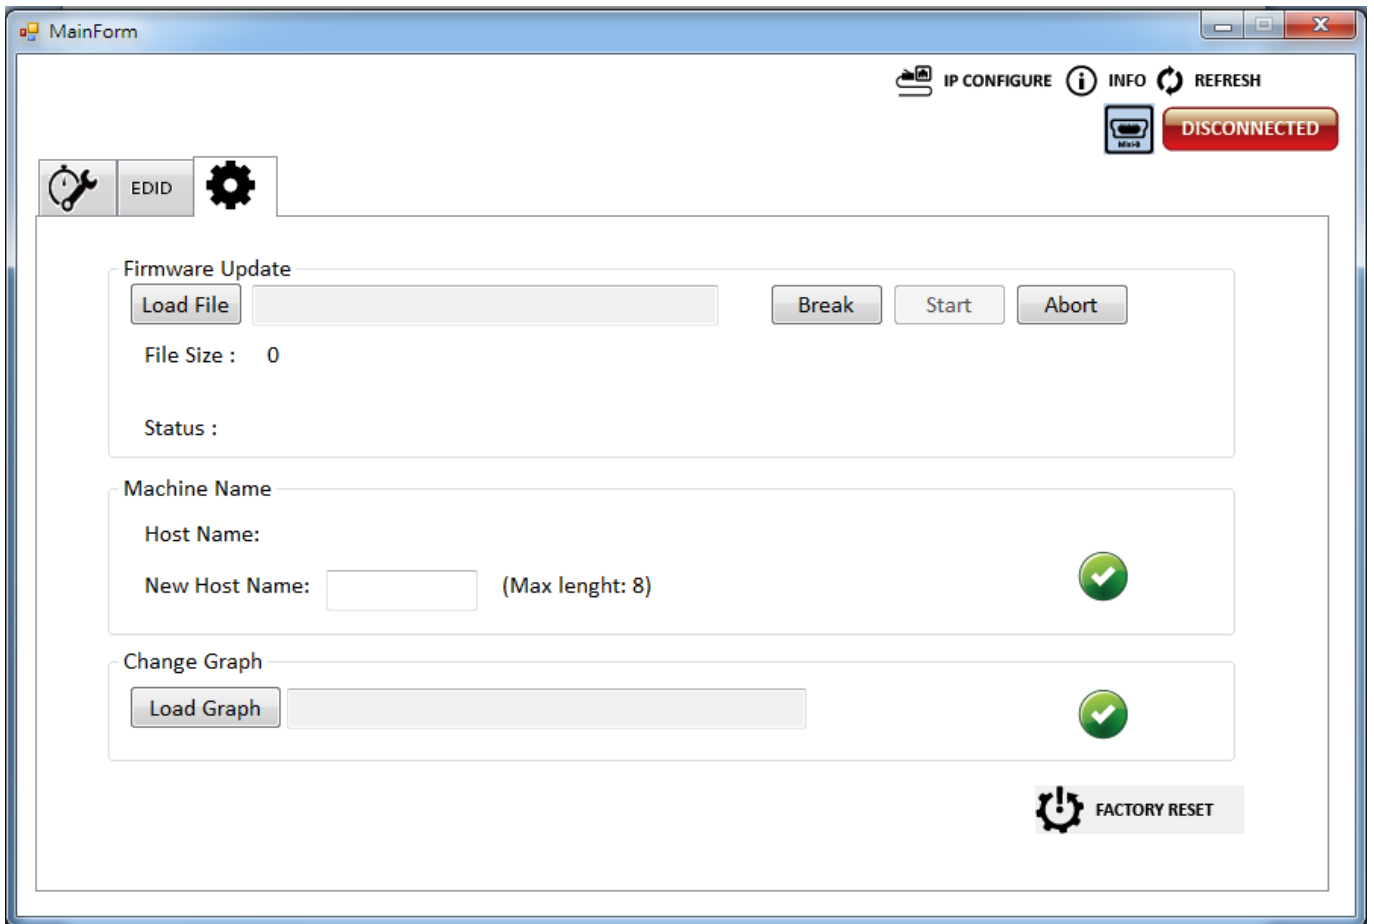 MainForm
IP CONFIGURE INFO REFRESH
Mini-B DISCONNECTED
EDID
Firmware Update
Load File Break Start Abort
File Size : 0
Status :
Machine Name
Host Name:
New Host Name: (Max lenght: 8)
Change Graph
Load Graph
FACTORY RESET